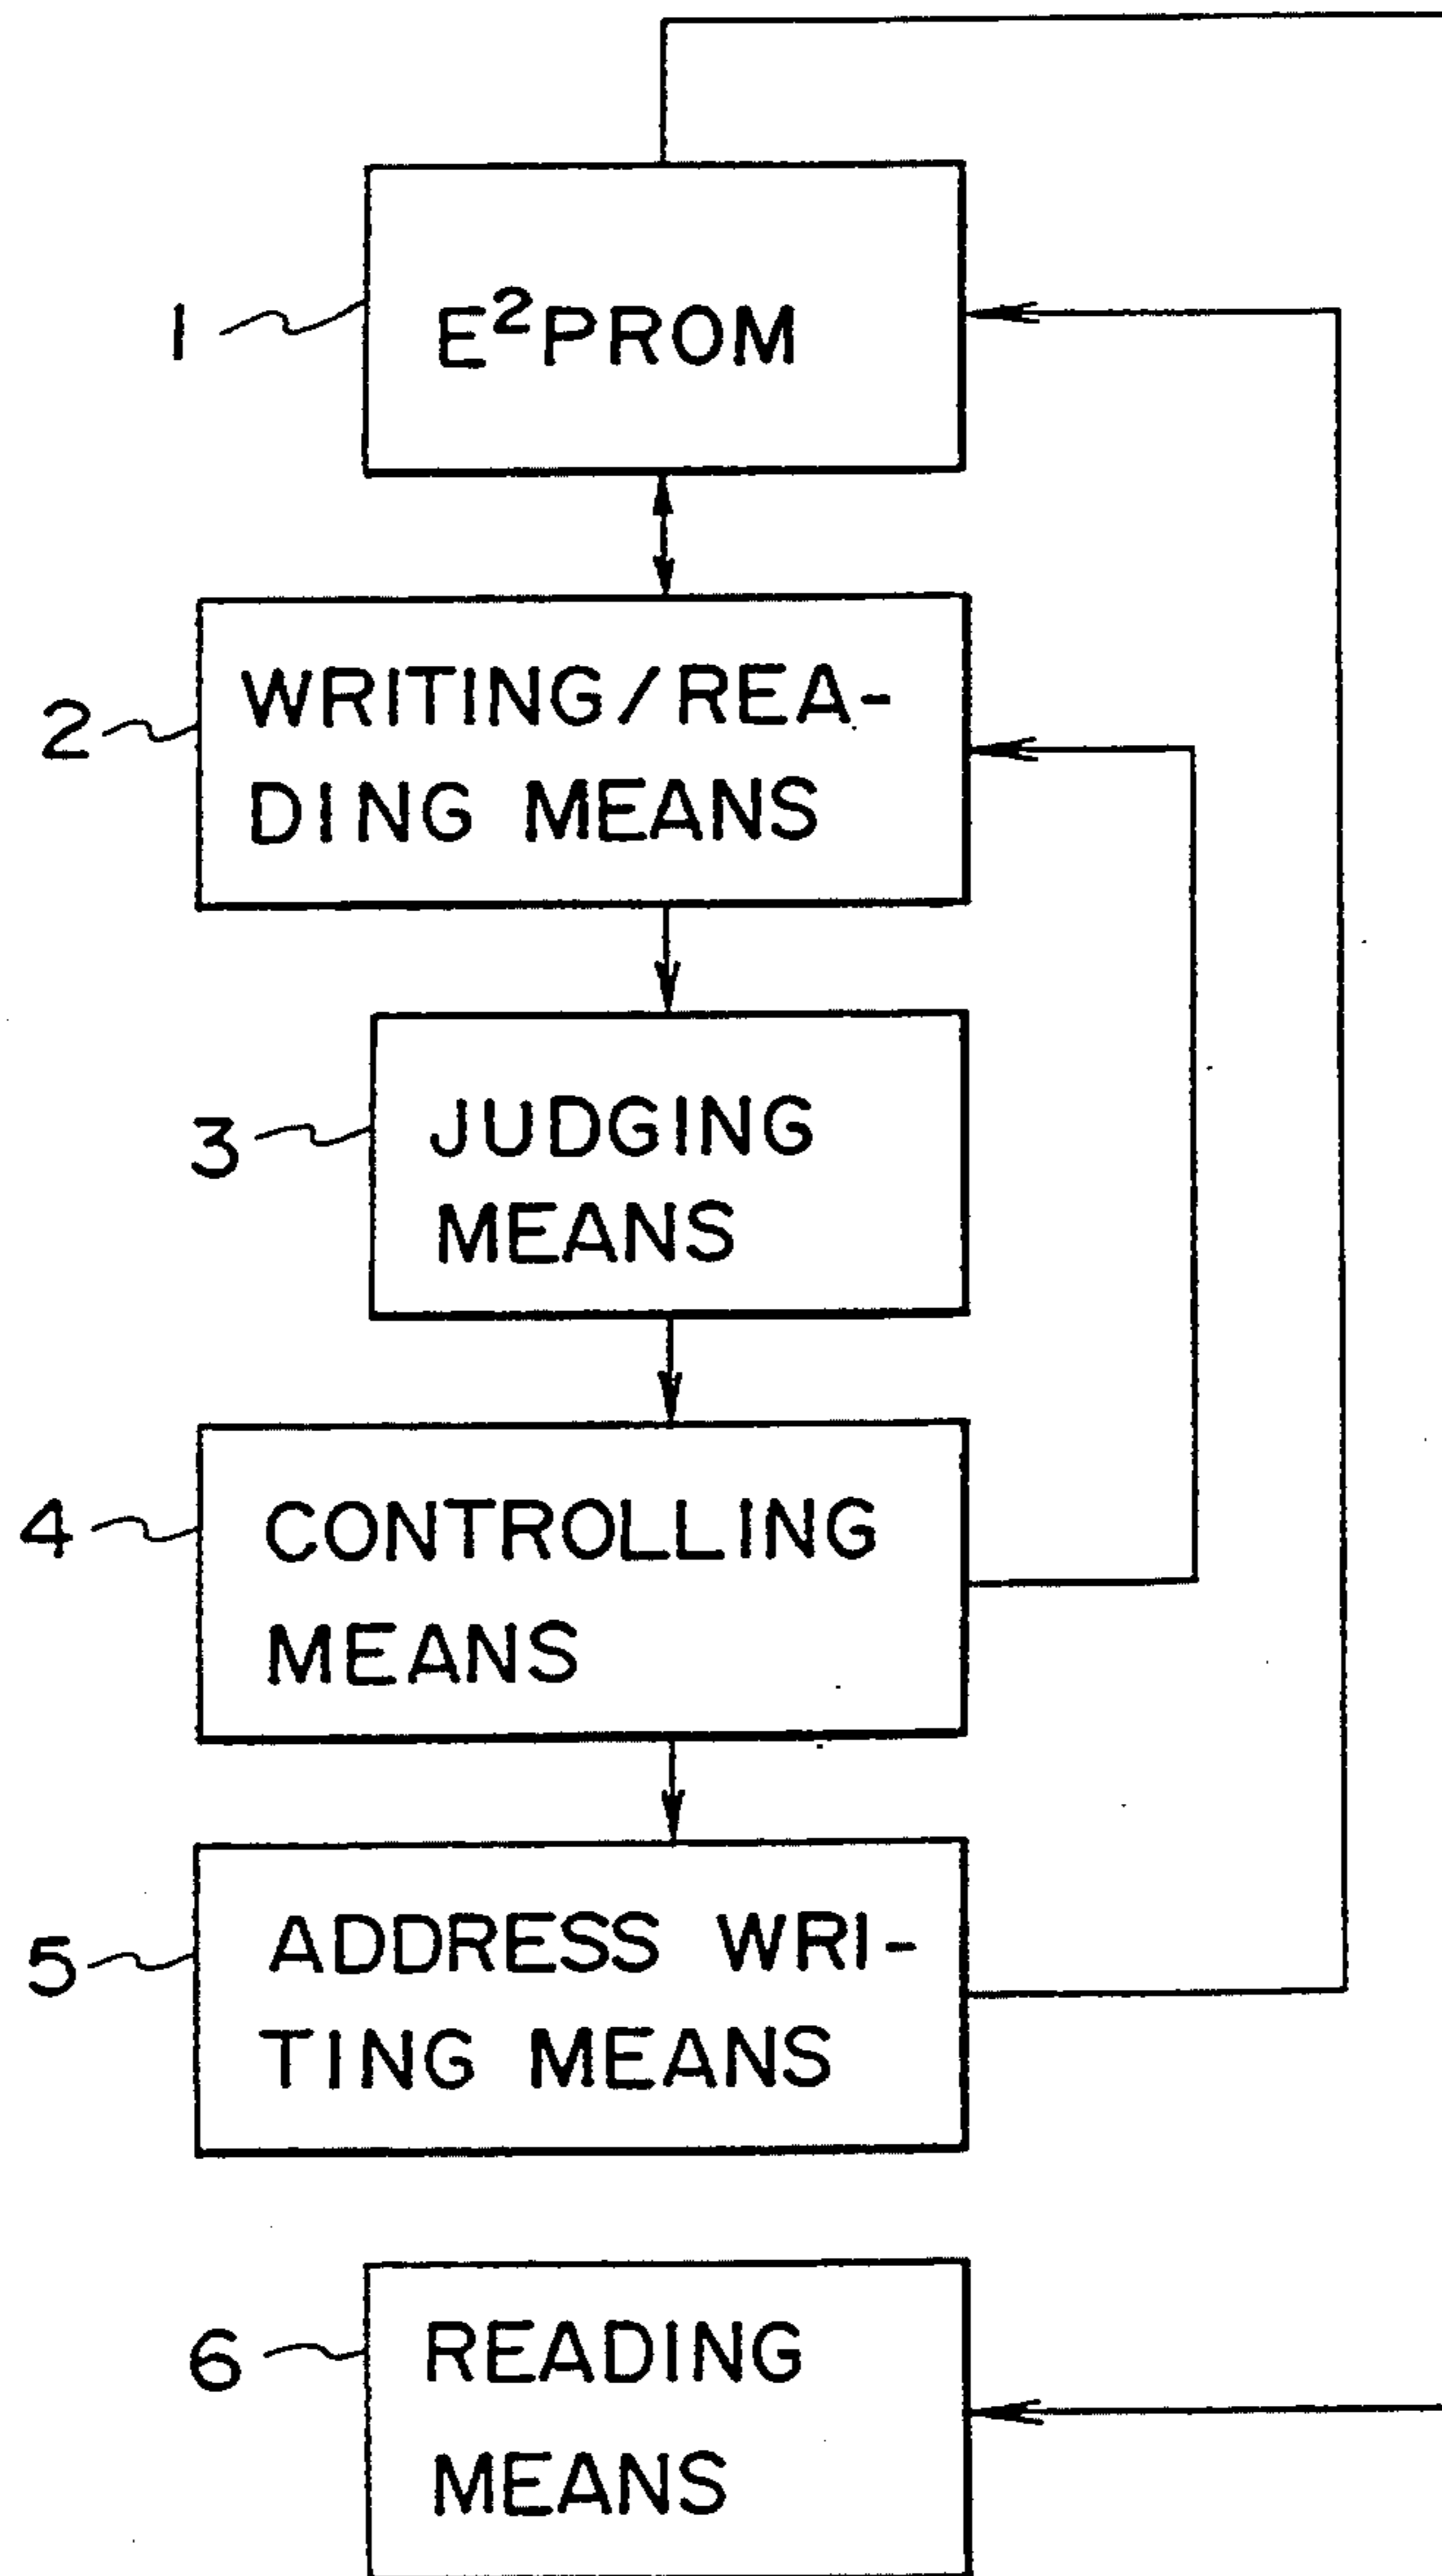 1
E²PROM
2
WRITING/REA-
DING MEANS
3
JUDGING
MEANS
4
CONTROLLING
MEANS
5
ADDRESS WRI-
TING MEANS
6
READING
MEANS